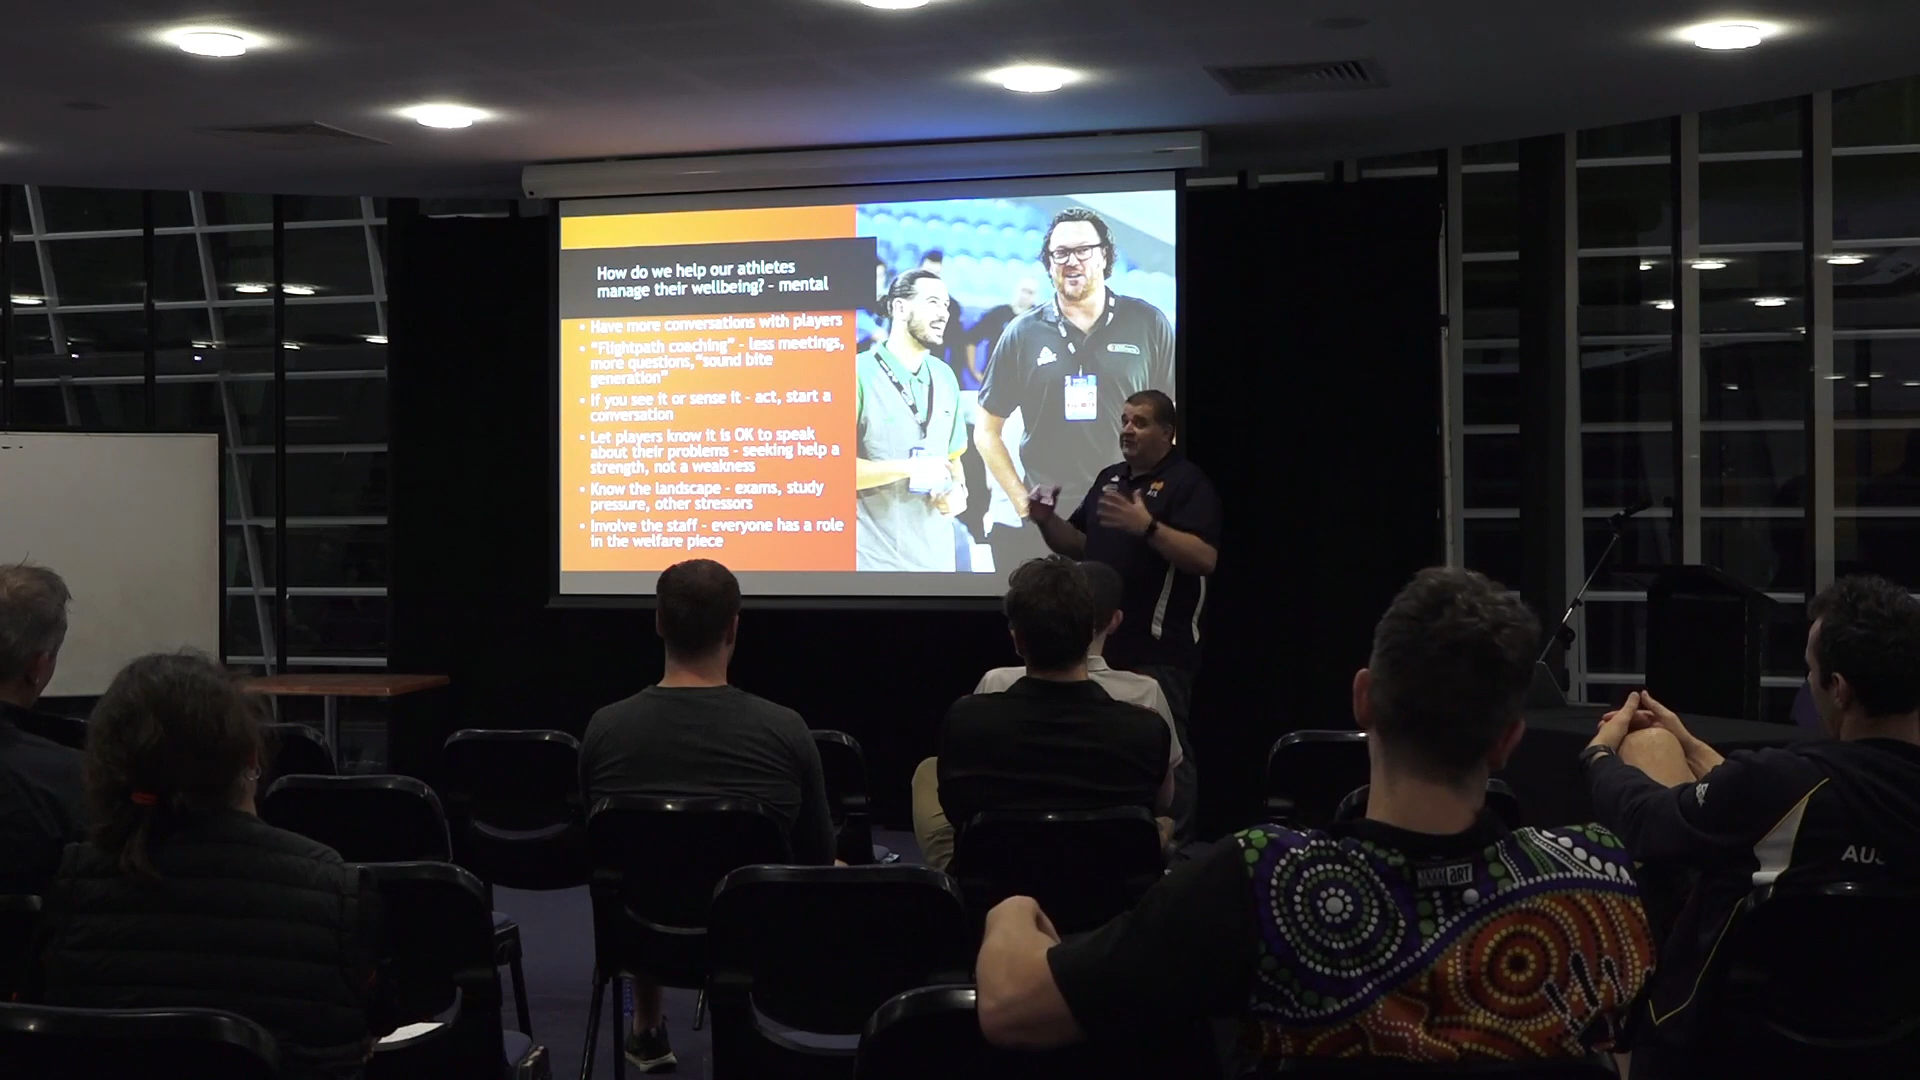 How do we help our athletes
manage their wellbeing? - mental
• Have more conversations with players
• "Flightpath coaching" - less meetings,
more questions, "sound bite
generation"
• If you see it or sense it - act, start a
conversation
• Let players know it is OK to speak
about their problems - seeking help a
strength, not a weakness
• Know the landscape - exams, study
pressure, other stressors
• Involve the staff - everyone has a role
in the welfare piece
ART